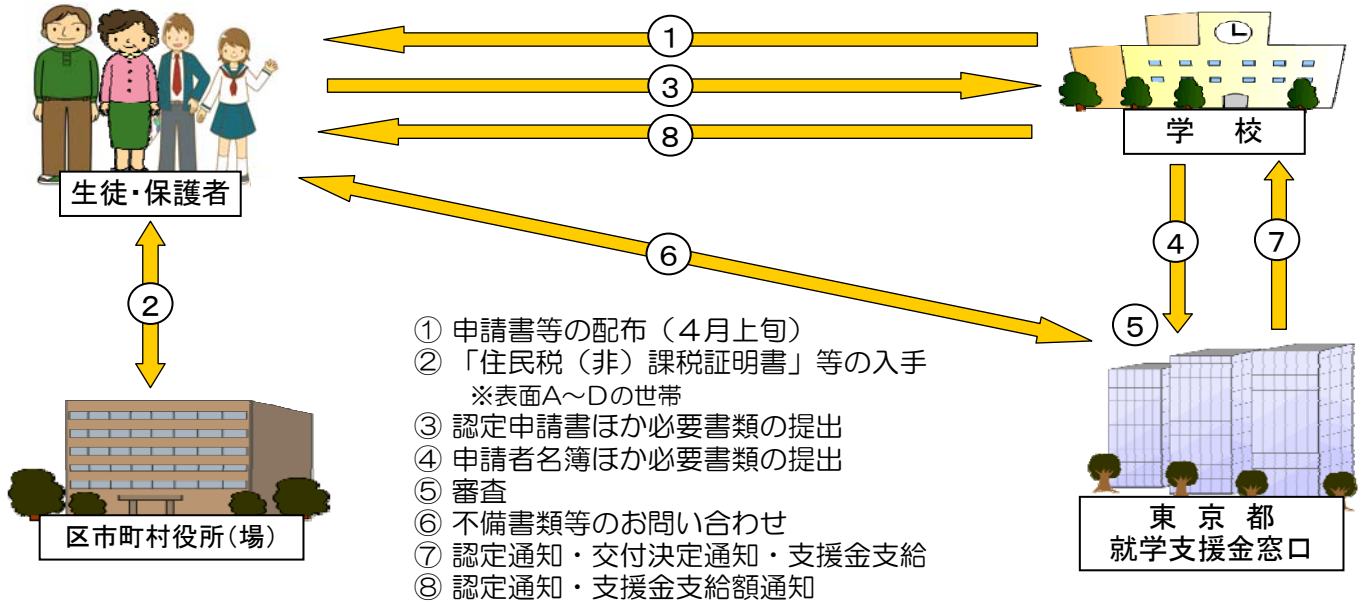 ①
③
⑧
学 校
生徒・保護者
④
⑦
⑥
②
⑤
① 申請書等の配布（４月上旬）
② 「住民税（非）課税証明書」等の入手
※表面A～Dの世帯
③ 認定申請書ほか必要書類の提出
④ 申請者名簿ほか必要書類の提出
⑤ 審査
⑥ 不備書類等のお問い合わせ
⑦ 認定通知・交付決定通知・支援金支給
⑧ 認定通知・支援金支給額通知
区市町村役所（場）
東 京 都
就学支援金窓口